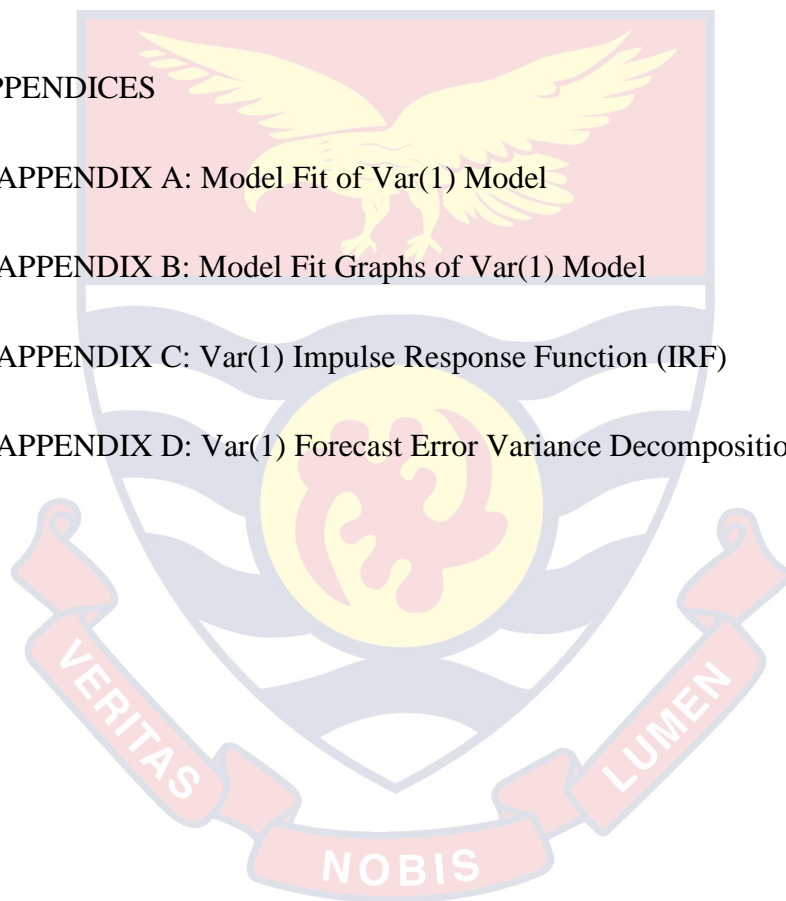 PPENDICES
APPENDIX A: Model Fit of Var(1) Model
APPENDIX B: Model Fit Graphs of Var(1) Model
APPENDIX C: Var(1) Impulse Response Function (IRF)
APPENDIX D: Var(1) Forecast Error Variance Decompositio
VERITAS
NOBIS
LUMEN